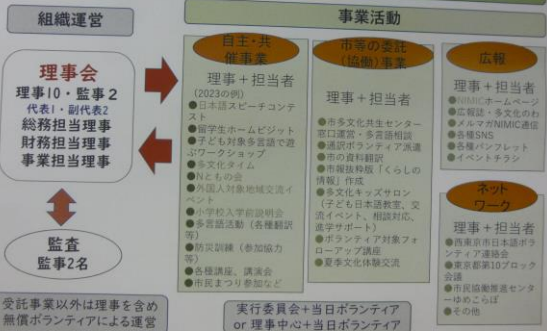 組織運営
理事会
理事10・監事2
代表1・副代表2
総務担当理事
財務担当理事
事業担当理事
監査
監事2名
受託事業以外は理事を含め
無償ボランティアによる運営
事業活動
自主・共
催事業
理事+担当者
(2023の例)
●日本語スピーチコンテ
スト
●留学生ホームビジット
●子ども対象多言語で遊
ぶワークショップ
●多文化タイム
●Nともの会
●外国人対象地域交流イ
ベント
●小学校入学前説明会
●多言語活動(各種翻訳
等)
●防災訓練(参加協力
等)
●各種講座、講演会
●市民まつり参加など
市等の委託
(協働)事業
理事+担当者
●市多文化共生センター
窓口運営・多言語相談
●通訳ボランティア派遣
●市の資料翻訳
●市報抜粋版「くらしの
情報」作成
●多文化キッズサロン
(子ども日本語教室、交
流イベント、相談対応、
進学サポート)
●ボランティア対象フォ
ローアップ講座
●夏季文化体験交流
広報
理事+担当者
●NIMICホームページ
●広報誌・多文化のわ
●メルマガNIMIC通信
●各種SNS
●各種パンフレット
●イベントチラシ
ネット
ワーク
理事+担当者
●西東京市日本語ボラ
ンティア連絡会
●東京都第10ブロック
会議
●市民協働推進センタ
ーゆめこらぼ
●その他
実行委員会+当日ボランティア
or 理事中心+当日ボランティア